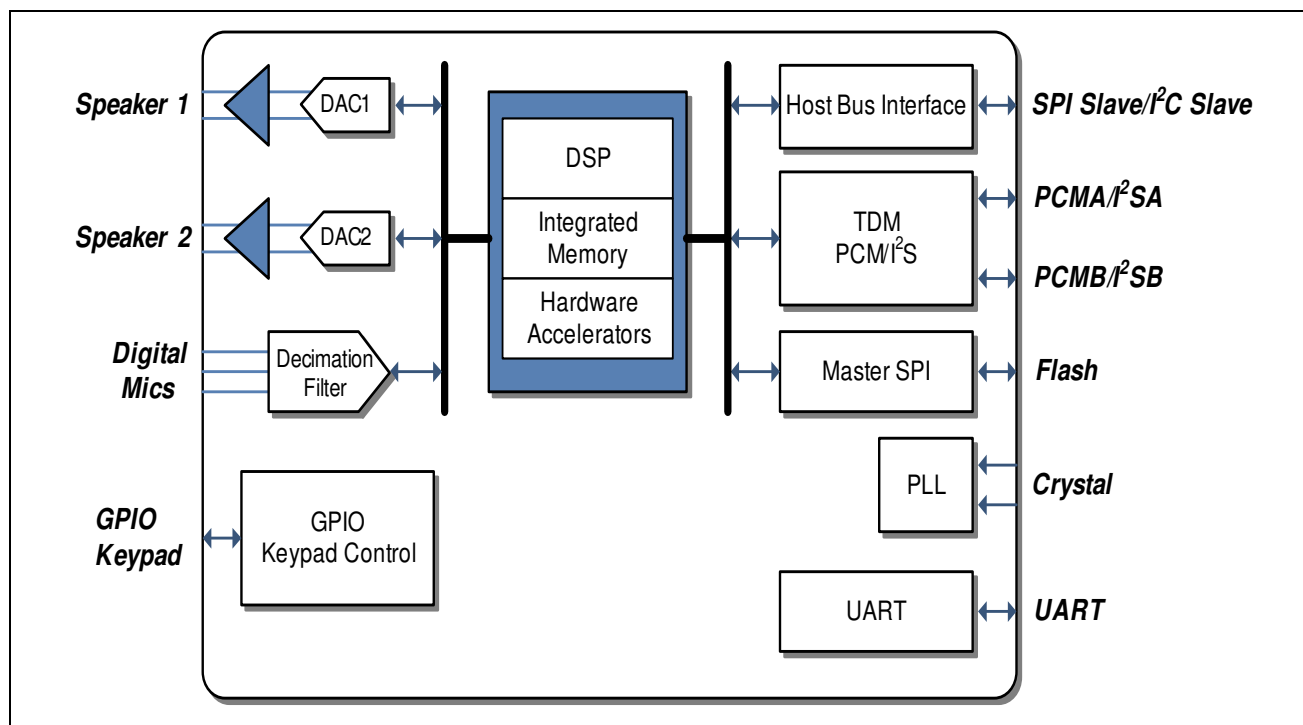 Speaker 1
DAC1
Speaker 2
DAC2
Digital
Mics
Decimation
Filter
GPIO
Keypad
GPIO
Keypad Control
DSP
Integrated
Memory
Hardware
Accelerators
Host Bus Interface
SPI Slave/I²C Slave
TDM
PCM/I²S
PCMA/I²SA
PCMB/I²SB
Master SPI
Flash
PLL
Crystal
UART
UART